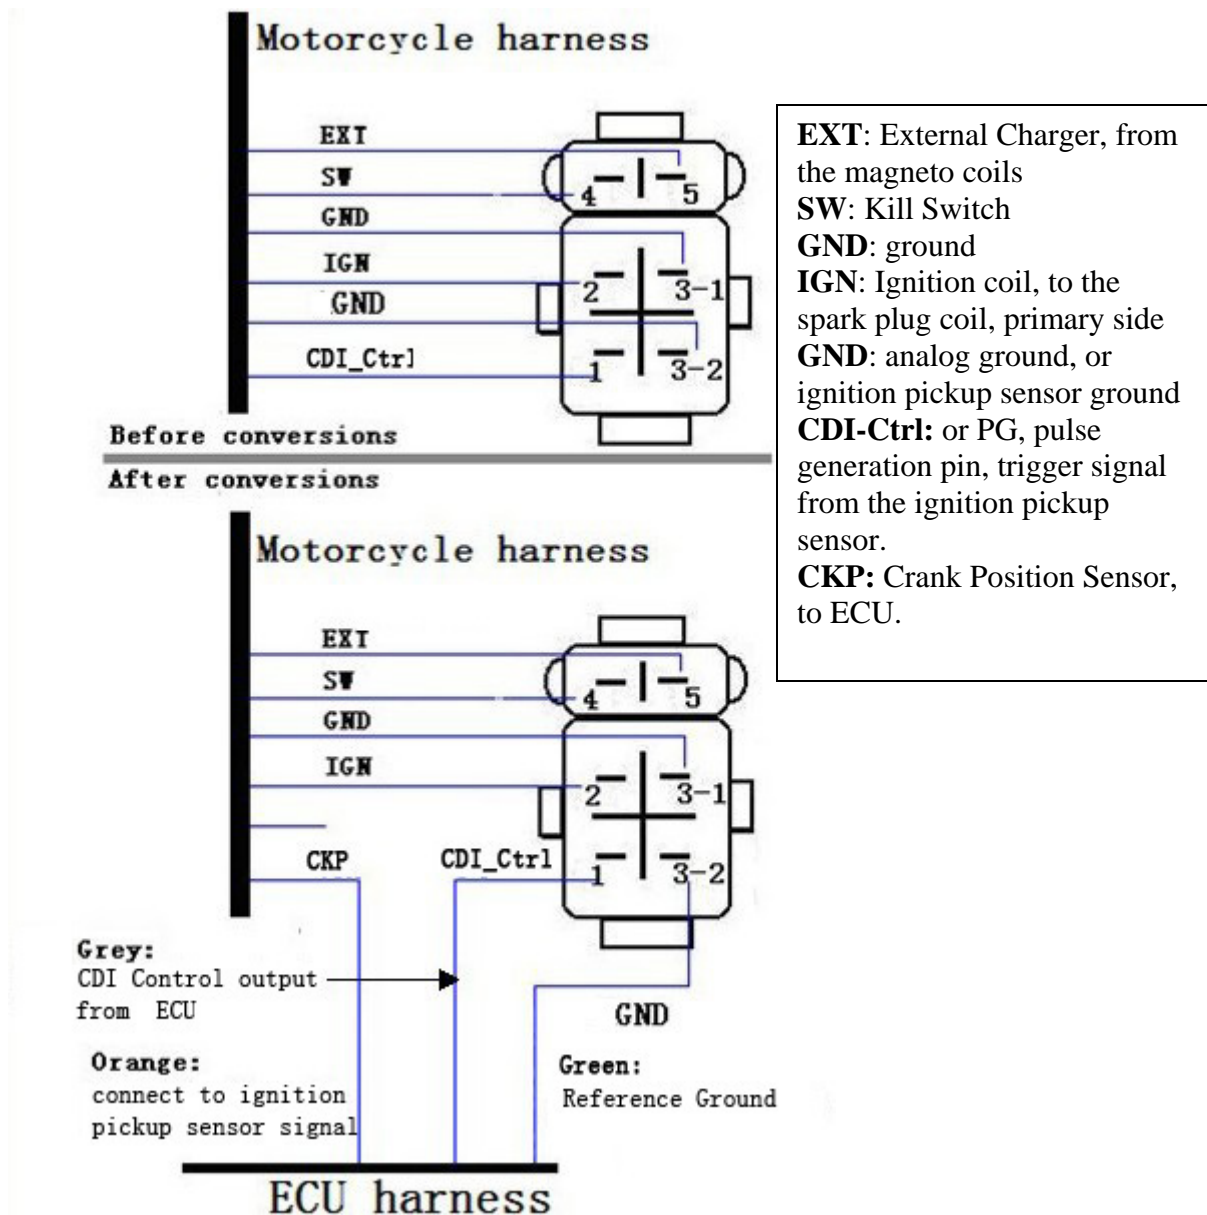 Motorcycle harness
EXT
SW
GND
IGN
GND
CDI_Ctrl
4
5
2
3-1
1
3-2
Before conversions
After conversions
Motorcycle harness
EXT
SW
GND
IGN
CKP
CDI_Ctrl
4
5
2
3-1
1
3-2
Grey:
CDI Control output
from ECU
GND
Orange:
connect to ignition
pickup sensor signal
Green:
Reference Ground
ECU harness
EXT: External Charger, from
the magneto coils
SW: Kill Switch
GND: ground
IGN: Ignition coil, to the
spark plug coil, primary side
GND: analog ground, or
ignition pickup sensor ground
CDI-Ctrl: or PG, pulse
generation pin, trigger signal
from the ignition pickup
sensor.
CKP: Crank Position Sensor,
to ECU.